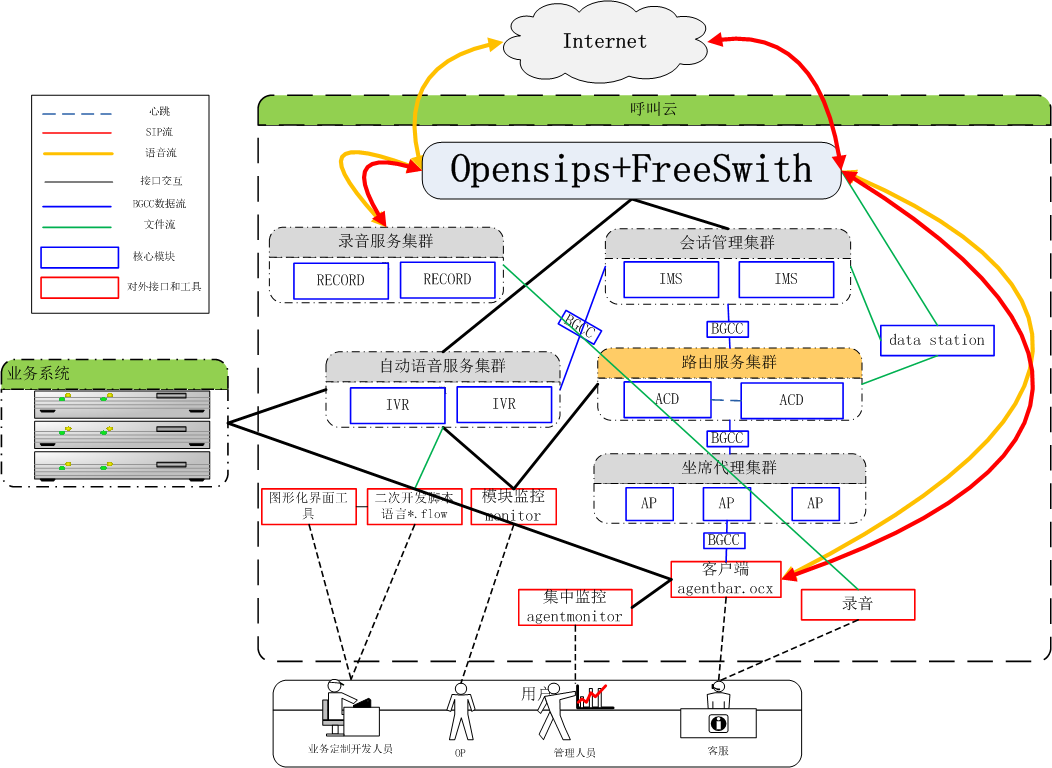 Internet
呼叫云
心跳
SIP流
语音流
接口交互
BGCC数据流
文件流
核心模块
对外接口和工具
Opensips+FreeSwith
录音服务集群
RECORD
RECORD
会话管理集群
IMS
IMS
BGCC
BGCC
data station
自动语音服务集群
IVR
IVR
路由服务集群
ACD
ACD
业务系统
BGCC
坐席代理集群
AP
AP
AP
图形化界面工
具
二次开发脚本
语言*.flow
模块监控
monitor
BGCC
客户端
agentbar.ocx
集中监控
agentmonitor
录音
用户
业务定制开发人员
OP
管理人员
客服